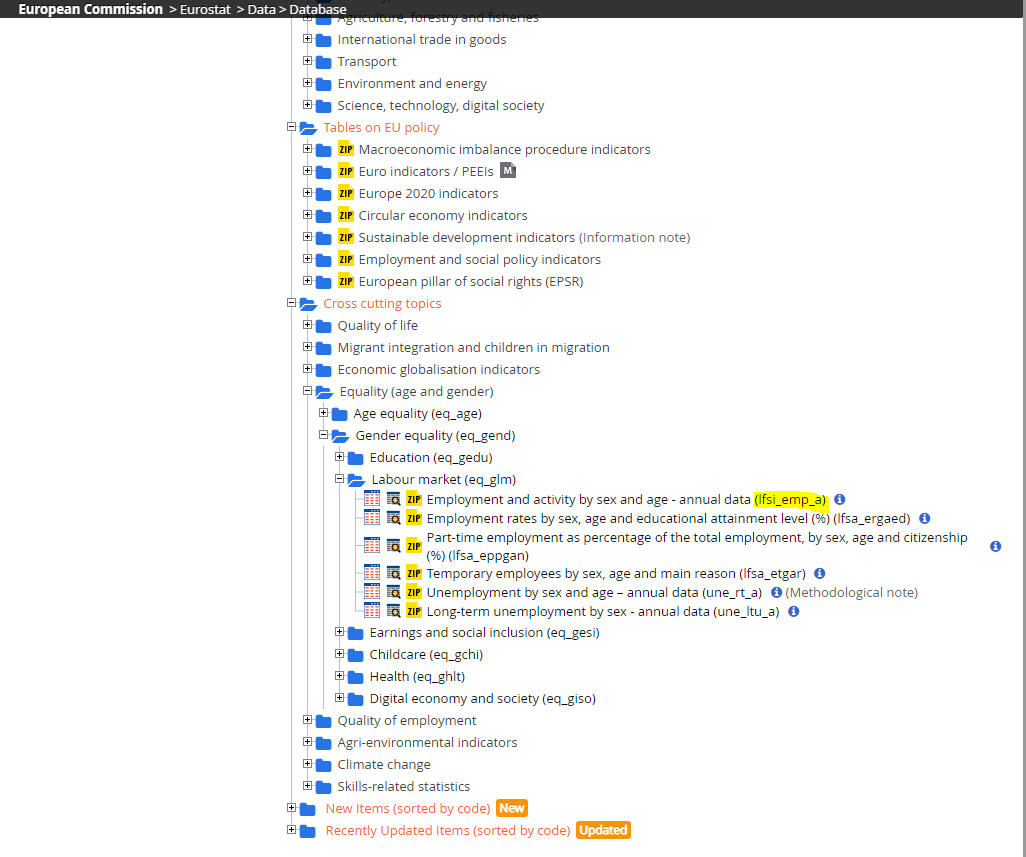 European Commission > Eurostat > Data > Database
Agriculture, forestry and fisheries
International trade in goods
Transport
Environment and energy
Science, technology, digital society
Tables on EU policy
ZIP Macroeconomic imbalance procedure indicators
ZIP Euro indicators / PEEIs M
ZIP Europe 2020 indicators
ZIP Circular economy indicators
ZIP Sustainable development indicators (Information note)
ZIP Employment and social policy indicators
ZIP European pillar of social rights (EPSR)
Cross cutting topics
Quality of life
Migrant integration and children in migration
Economic globalisation indicators
Equality (age and gender)
Age equality (eq_age)
Gender equality (eq_gend)
Education (eq_gedu)
Labour market (eq_glm)
ZIP Employment and activity by sex and age - annual data (lfsi_emp_a) i
ZIP Employment rates by sex, age and educational attainment level (%) (lfsa_ergaed) i
ZIP Part-time employment as percentage of the total employment, by sex, age and citizenship
(%) (lfsa_eppgan) i
ZIP Temporary employees by sex, age and main reason (lfsa_etgar) i
ZIP Unemployment by sex and age – annual data (une_rt_a) i (Methodological note)
ZIP Long-term unemployment by sex - annual data (une_ltu_a) i
Earnings and social inclusion (eq_gesi)
Childcare (eq_gchi)
Health (eq_ghlt)
Digital economy and society (eq_giso)
Quality of employment
Agri-environmental indicators
Climate change
Skills-related statistics
New Items (sorted by code) New
Recently Updated Items (sorted by code) Updated